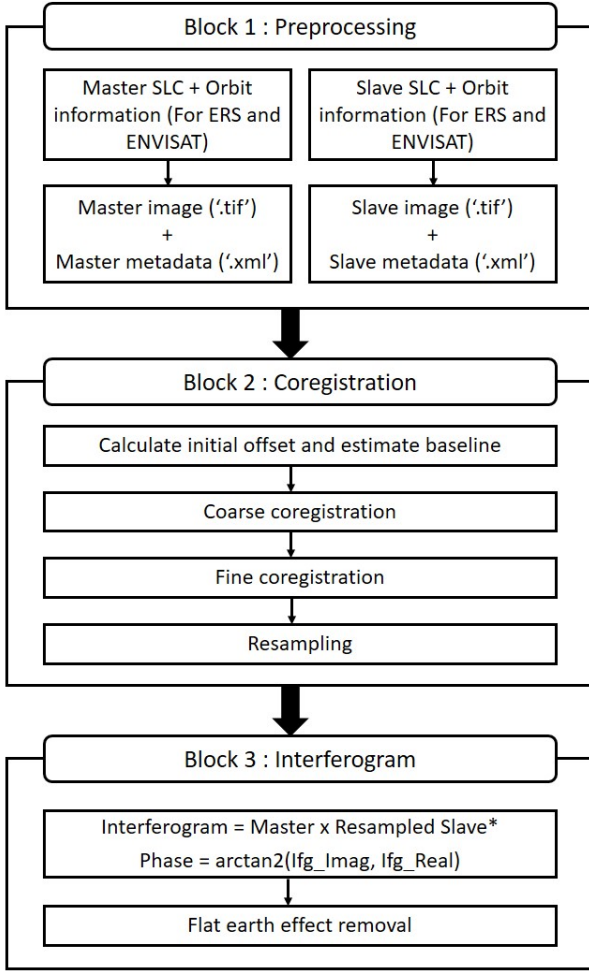 Block 1 : Preprocessing
Master SLC + Orbit
information (For ERS and
ENVISAT)
Slave SLC + Orbit
information (For ERS and
ENVISAT)
Master image (‘.tif’)
+
Master metadata (‘.xml’)
Slave image (‘.tif’)
+
Slave metadata (‘.xml’)
Block 2 : Coregistration
Calculate initial offset and estimate baseline
Coarse coregistration
Fine coregistration
Resampling
Block 3 : Interferogram
Interferogram = Master x Resampled Slave*
Phase = arctan2(Ifg_Imag, Ifg_Real)
Flat earth effect removal